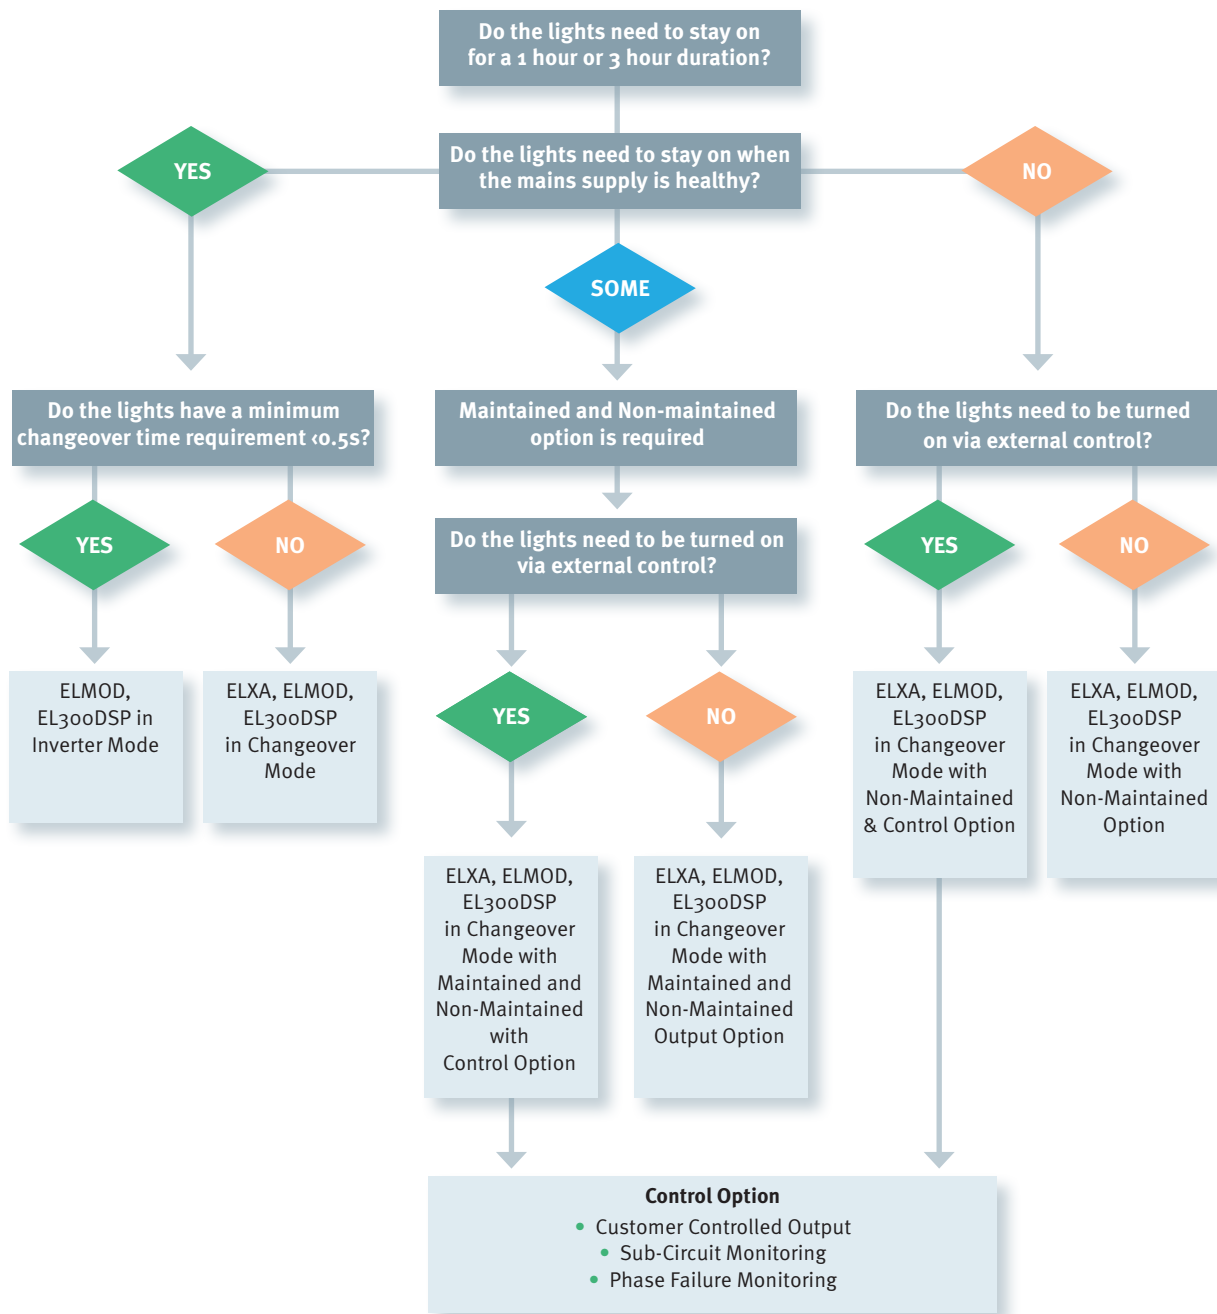 Do the lights need to stay on
for a 1 hour or 3 hour duration?
Do the lights need to stay on when
the mains supply is healthy?
YES
NO
SOME
Do the lights have a minimum
changeover time requirement <0.5s?
YES
NO
ELMOD,
EL300DSP in
Inverter Mode
ELXA, ELMOD,
EL300DSP
in Changeover
Mode
Maintained and Non-maintained
option is required
Do the lights need to be turned on
via external control?
YES
NO
ELXA, ELMOD,
EL300DSP
in Changeover
Mode with
Maintained and
Non-Maintained
with
Control Option
ELXA, ELMOD,
EL300DSP
in Changeover
Mode with
Maintained and
Non-Maintained
Output Option
Do the lights need to be turned
on via external control?
YES
NO
ELXA, ELMOD,
EL300DSP
in Changeover
Mode with
Non-Maintained
& Control Option
ELXA, ELMOD,
EL300DSP
in Changeover
Mode with
Non-Maintained
Option
Control Option
• Customer Controlled Output
• Sub-Circuit Monitoring
• Phase Failure Monitoring